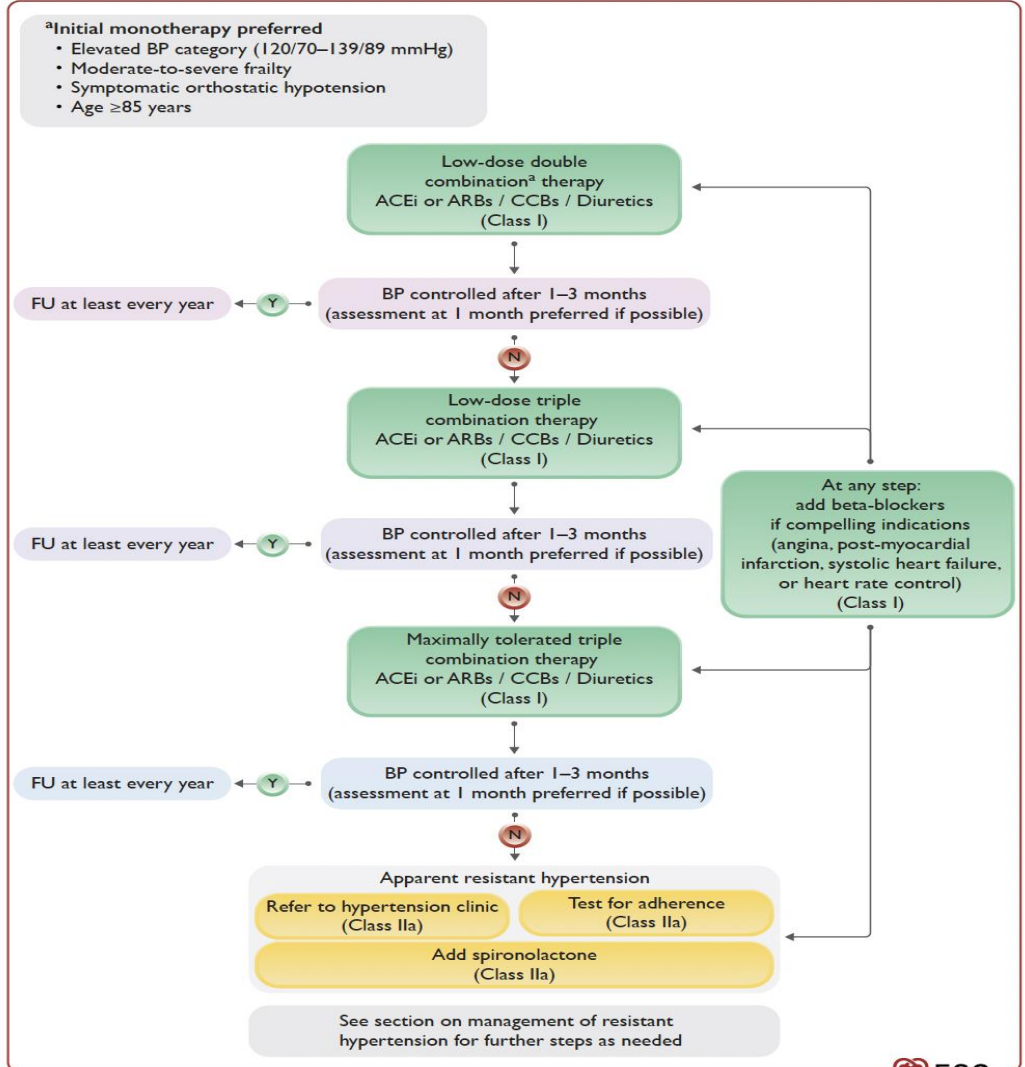 aInitial monotherapy preferred
• Elevated BP category (120/70–139/89 mmHg)
• Moderate-to-severe frailty
• Symptomatic orthostatic hypotension
• Age ≥85 years
Low-dose double
combinationa therapy
ACEi or ARBs / CCBs / Diuretics
(Class I)
FU at least every year
Y
BP controlled after 1–3 months
(assessment at 1 month preferred if possible)
N
Low-dose triple
combination therapy
ACEi or ARBs / CCBs / Diuretics
(Class I)
At any step:
add beta-blockers
if compelling indications
(angina, post-myocardial
infarction, systolic heart failure,
or heart rate control)
(Class I)
FU at least every year
Y
BP controlled after 1–3 months
(assessment at 1 month preferred if possible)
N
Maximally tolerated triple
combination therapy
ACEi or ARBs / CCBs / Diuretics
(Class I)
FU at least every year
Y
BP controlled after 1–3 months
(assessment at 1 month preferred if possible)
N
Apparent resistant hypertension
Refer to hypertension clinic
(Class IIa)
Test for adherence
(Class IIa)
Add spironolactone
(Class IIa)
See section on management of resistant
hypertension for further steps as needed